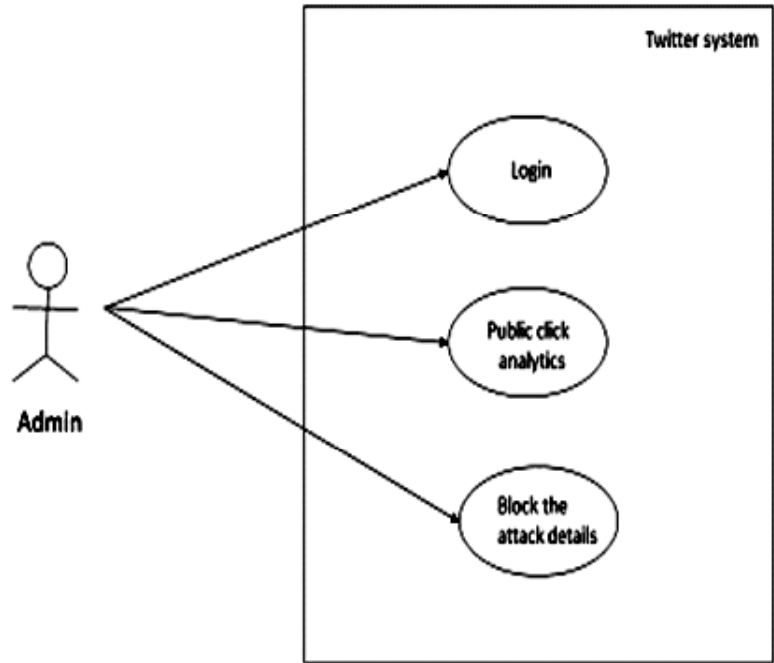 Twitter system
Login
Public click
analytics
Admin
Block the
attack details